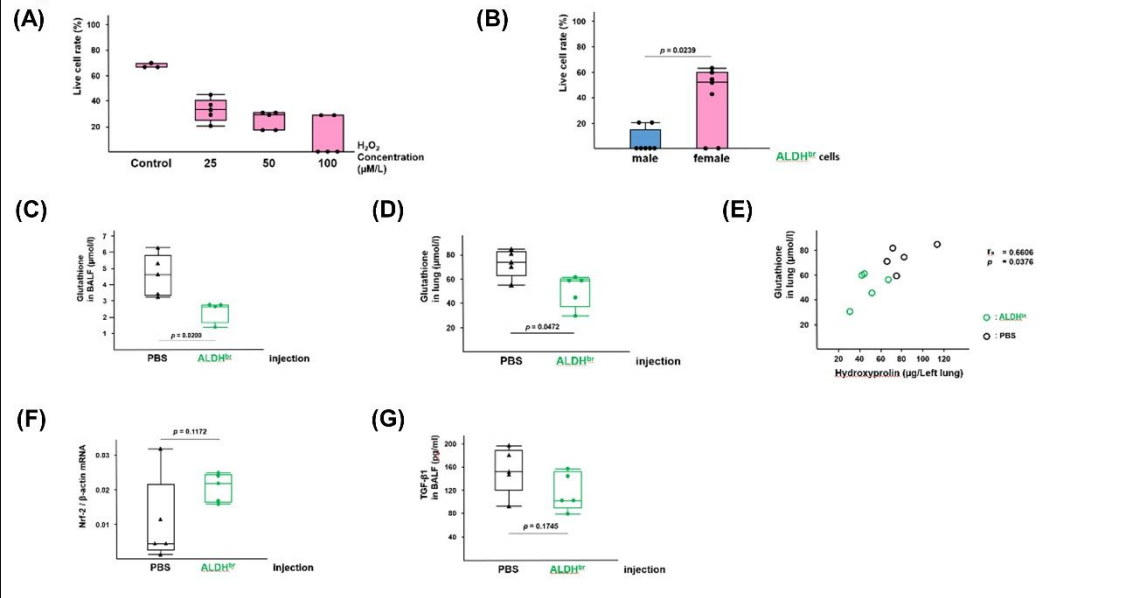 (A)
Live cell rate (%)
100
80
60
40
20
Control
25
50
100
H₂O₂
Concentration
(μM/L)
(B)
Live cell rate (%)
100
80
60
40
20
p = 0.0239
male
female
ALDHbr cells
(C)
Glutathione
in BALF (μmol/l)
7
6
5
4
3
2
1
p = 0.0200
PBS
ALDHbr
injection
(D)
Glutathione
in lung (μmol/l)
80
60
40
20
p = 0.0472
PBS
ALDHbr
injection
(E)
Glutathione
in lung (μmol/l)
80
60
40
20
20
40
60
80
100
120
Hydroxyprolin (μg/Left lung)
rs = 0.6606
p = 0.0376
: ALDHbr
: PBS
(F)
Nrf-2 / β-actin mRNA
0.03
0.02
0.01
p = 0.1172
PBS
ALDHbr
injection
(G)
TGF-β1
in BALF (pg/ml)
200
160
120
80
40
p = 0.1745
PBS
ALDHbr
injection